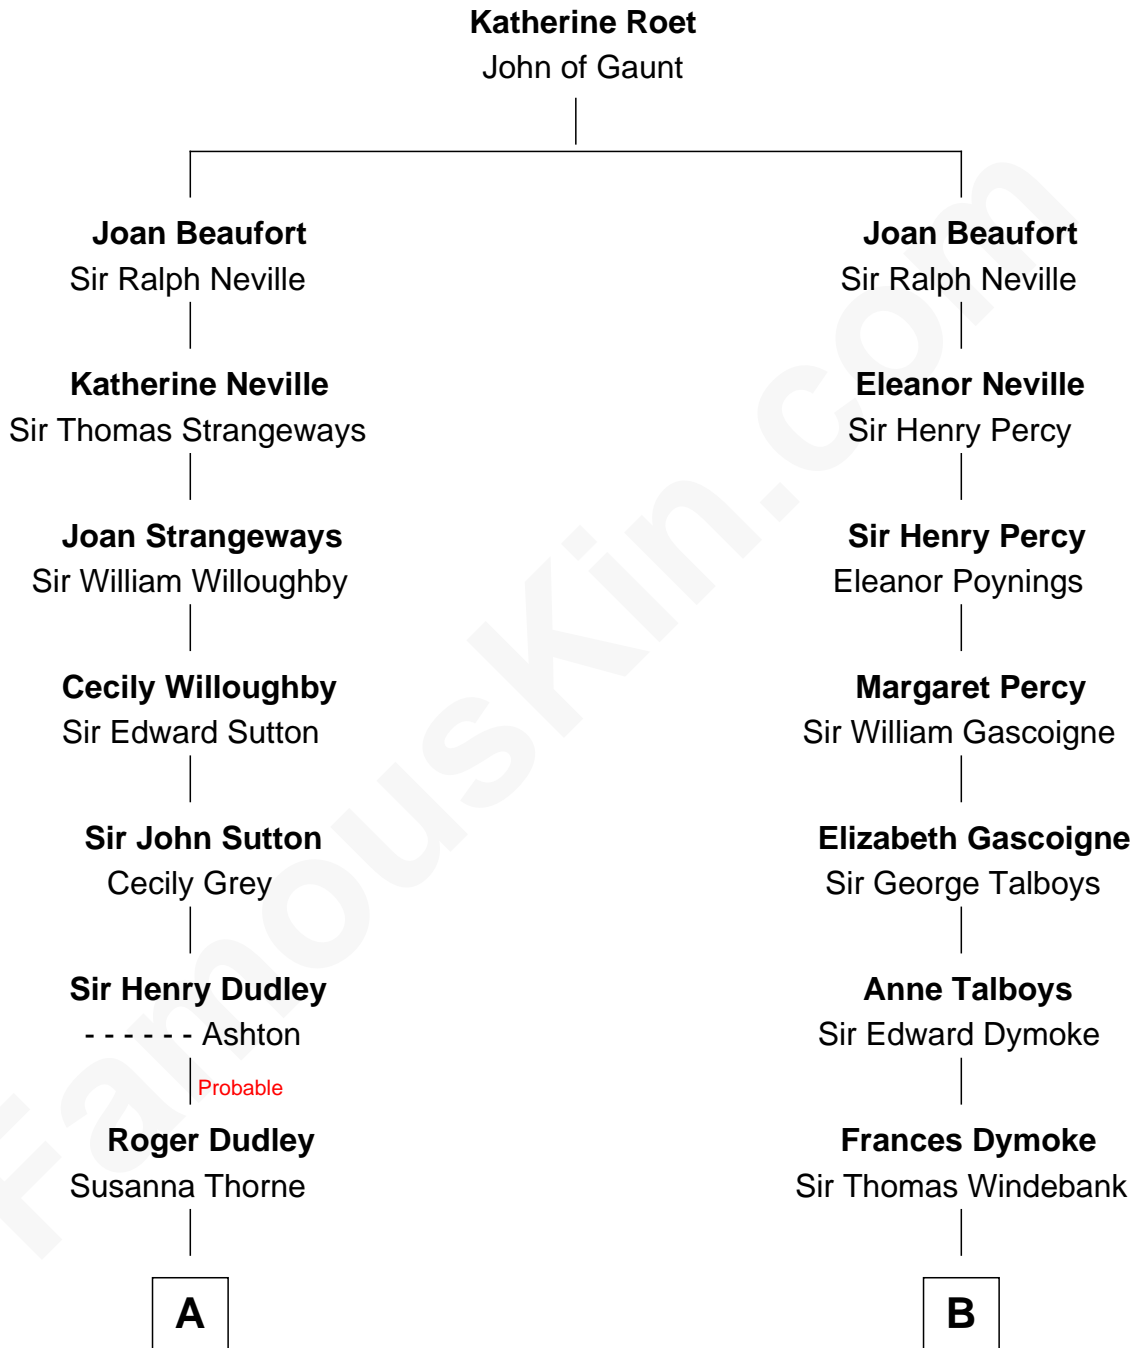 Katherine Roet
John of Gaunt
Joan Beaufort
Sir Ralph Neville
Joan Beaufort
Sir Ralph Neville
Katherine Neville
Sir Thomas Strangeways
Eleanor Neville
Sir Henry Percy
Joan Strangeways
Sir William Willoughby
Sir Henry Percy
Eleanor Poynings
Cecily Willoughby
Sir Edward Sutton
Margaret Percy
Sir William Gascoigne
Sir John Sutton
Cecily Grey
Elizabeth Gascoigne
Sir George Talboys
Sir Henry Dudley
- - - - - - Ashton
Anne Talboys
Sir Edward Dymoke
Probable
Roger Dudley
Susanna Thorne
Frances Dymoke
Sir Thomas Windebank
A
B
FamousKin.com